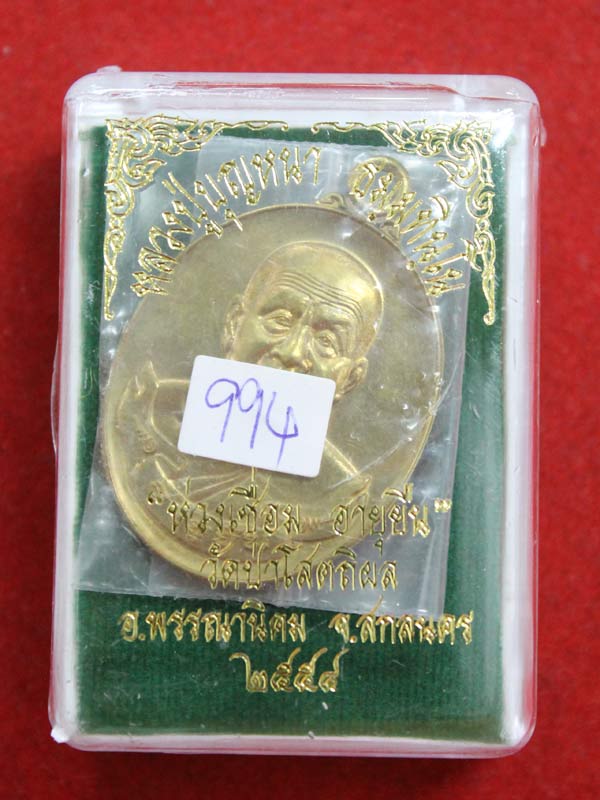 หลวงปู่บุญหนา ธมฺมทินฺโน
994
"ห่วงเชื่อม อายุยืน"
วัดป่าโสตถิผล
อ.พรรณานิคม จ.สกลนคร
๒๕๕๔